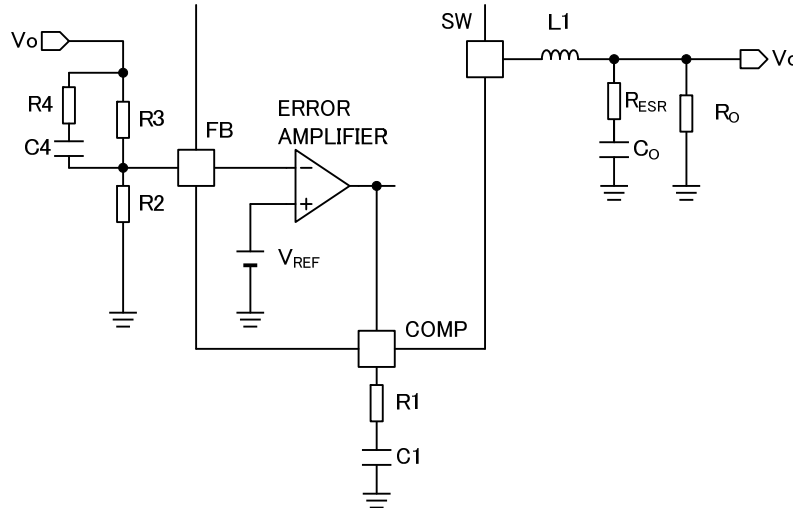 SW
L1
Vo
Vo
R4
R3
RESR
RO
ERROR
AMPLIFIER
FB
C4
CO
R2
VREF
COMP
R1
C1